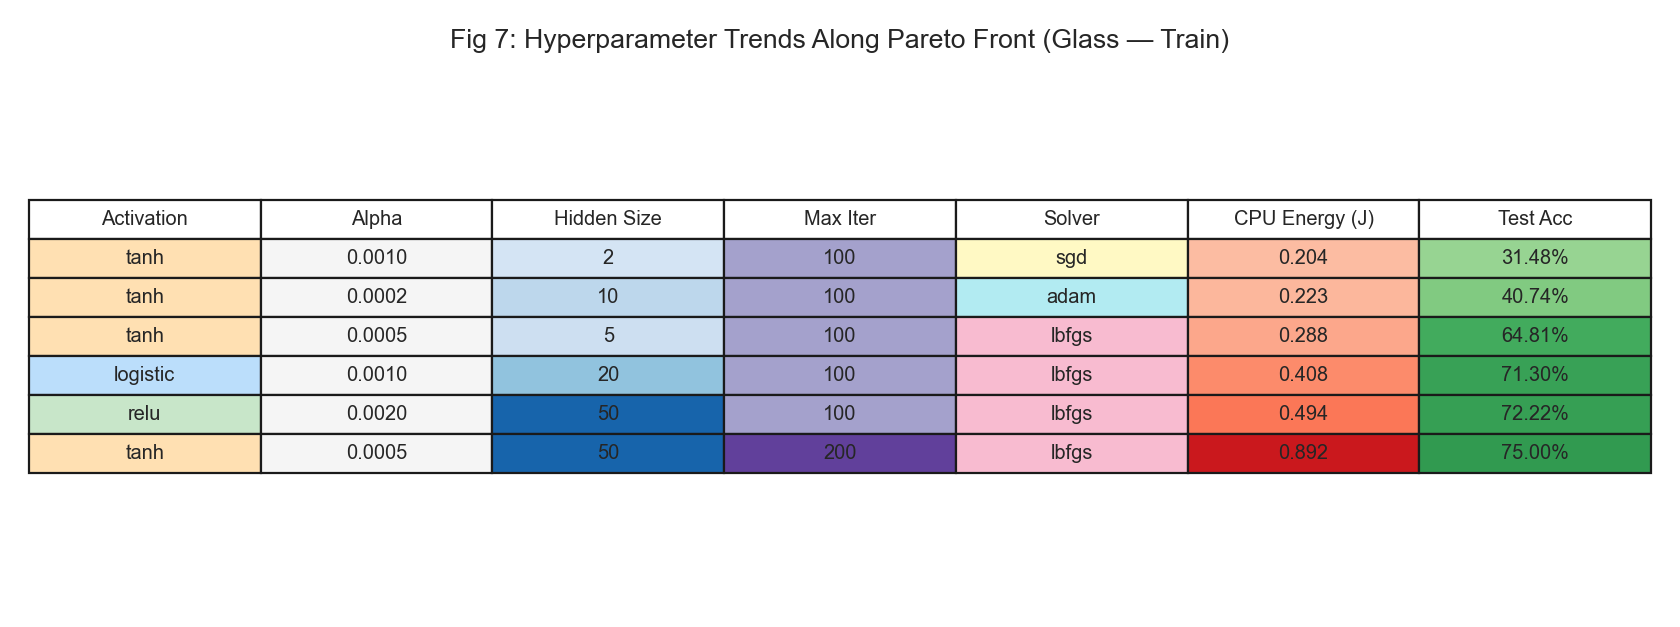 Fig 7: Hyperparameter Trends Along Pareto Front (Glass — Train)
Activation Alpha Hidden Size Max Iter Solver CPU Energy (J) Test Acc
tanh 0.0010 2 100 sgd 0.204 31.48%
tanh 0.0002 10 100 adam 0.223 40.74%
tanh 0.0005 5 100 lbfgs 0.288 64.81%
logistic 0.0010 20 100 lbfgs 0.408 71.30%
relu 0.0020 50 100 lbfgs 0.494 72.22%
tanh 0.0005 50 200 lbfgs 0.892 75.00%